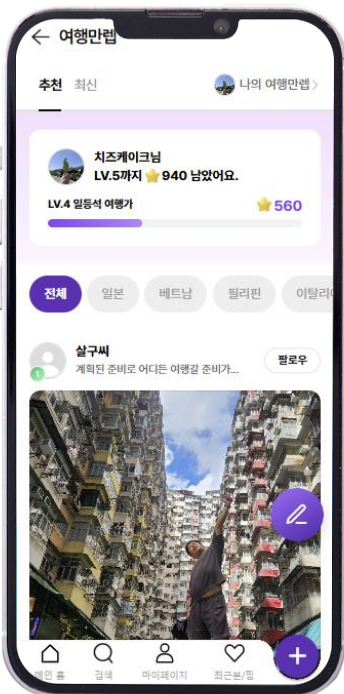 여행만렙
추천 최신 나의 여행만렙
치즈케이크님
LV.5까지 940 남았어요.
LV.4 일등석 여행가 560
전체 일본 베트남 필리핀 이탈리
살구씨
계획된 준비로 어디든 여행갈 준비가...
팔로우
1
메인 홈 검색 마이페이지 최근본/찜